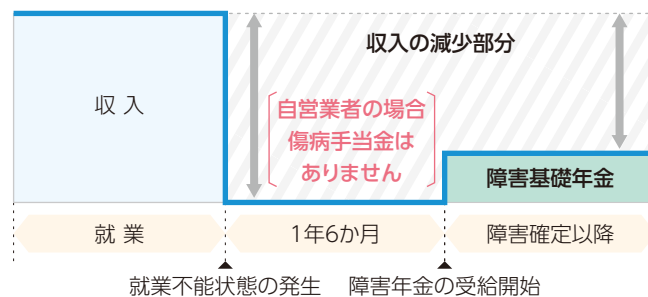 収入の減少部分
収 入
自営業者の場合
傷病手当金は
ありません
障害基礎年金
就 業
1年6か月
障害確定以降
就業不能状態の発生
障害年金の受給開始